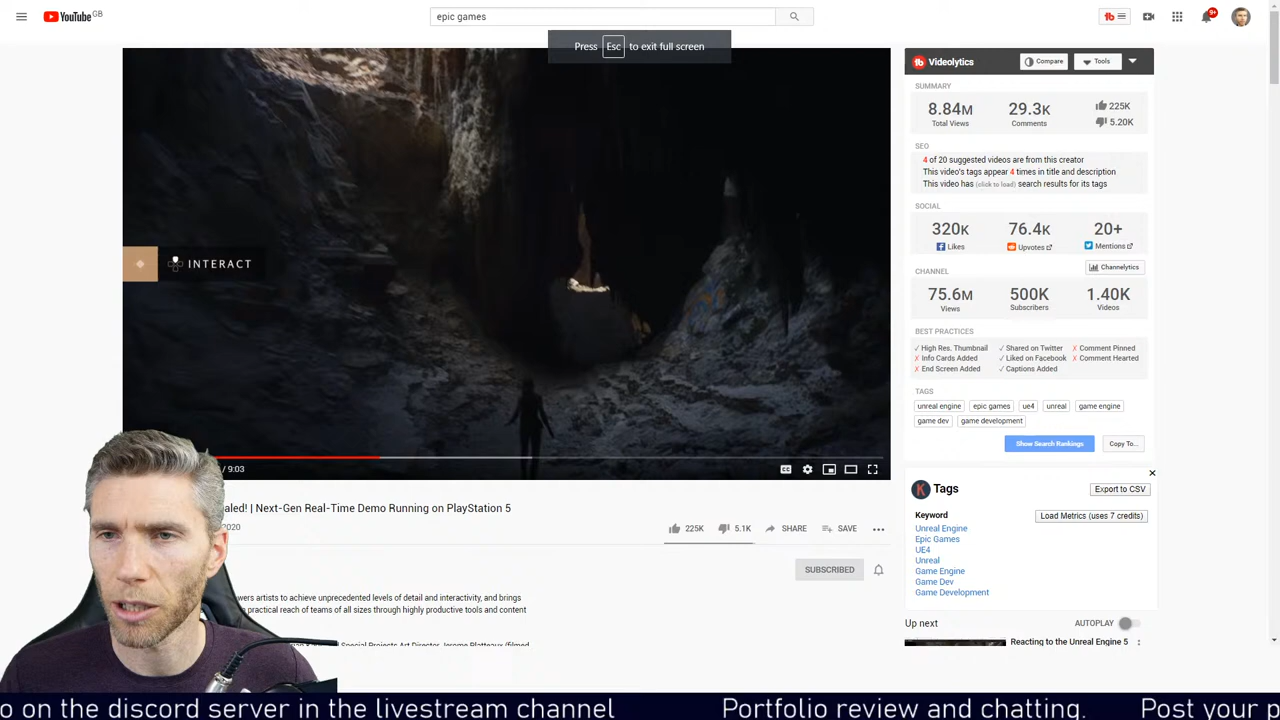 YouTube GB
epic games
9+
Press Esc to exit full screen
INTERACT
9:03
Videolytics
Compare
Tools
SUMMARY
8.84M
Total Views
29.3K
Comments
225K
5.20K
SEO
4 of 20 suggested videos are from this creator
This video's tags appear 4 times in title and description
This video has (click to load) search results for its tags
SOCIAL
320K
Likes
76.4K
Upvotes
20+
Mentions
CHANNEL
Channelytics
75.6M
Views
500K
Subscribers
1.40K
Videos
BEST PRACTICES
✓ High Res. Thumbnail
✓ Shared on Twitter
✗ Comment Pinned
✗ Info Cards Added
✓ Liked on Facebook
✗ Comment Hearted
✗ End Screen Added
✓ Captions Added
TAGS
unreal engine
epic games
ue4
unreal
game engine
game dev
game development
Show Search Rankings
Copy To...
K Tags
Export to CSV
Keyword
Load Metrics (uses 7 credits)
Unreal Engine
Epic Games
UE4
Unreal
Game Engine
Game Dev
Game Development
Up next
AUTOPLAY
Reacting to the Unreal Engine 5
aled! | Next-Gen Real-Time Demo Running on PlayStation 5
2020
225K
5.1K
SHARE
SAVE
SUBSCRIBED
wers artists to achieve unprecedented levels of detail and interactivity, and brings
practical reach of teams of all sizes through highly productive tools and content
Special Projects Art Director Jerome Platteaux (filmed
o on the discord server in the livestream channel
Portfolio review and chatting.
Post your p